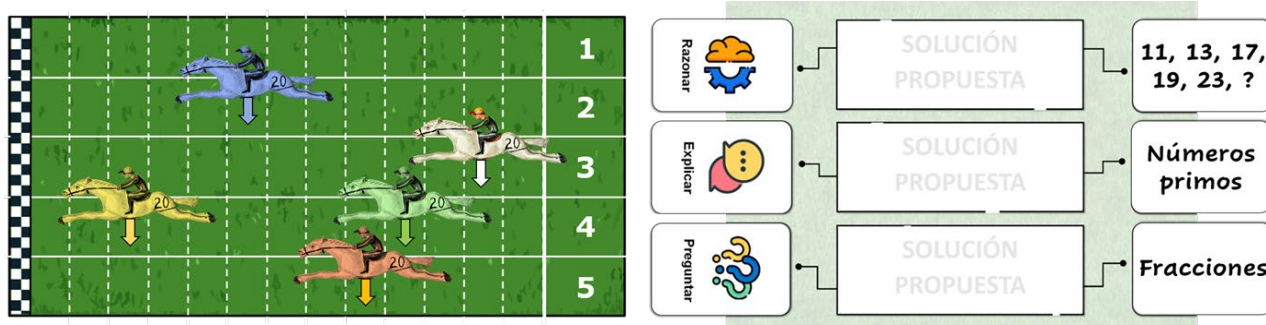 1
2
3
4
5
20
20
20
20
20
Razonar
SOLUCIÓN
PROPUESTA
11, 13, 17,
19, 23, ?
Explicar
SOLUCIÓN
PROPUESTA
Números
primos
Preguntar
SOLUCIÓN
PROPUESTA
Fracciones